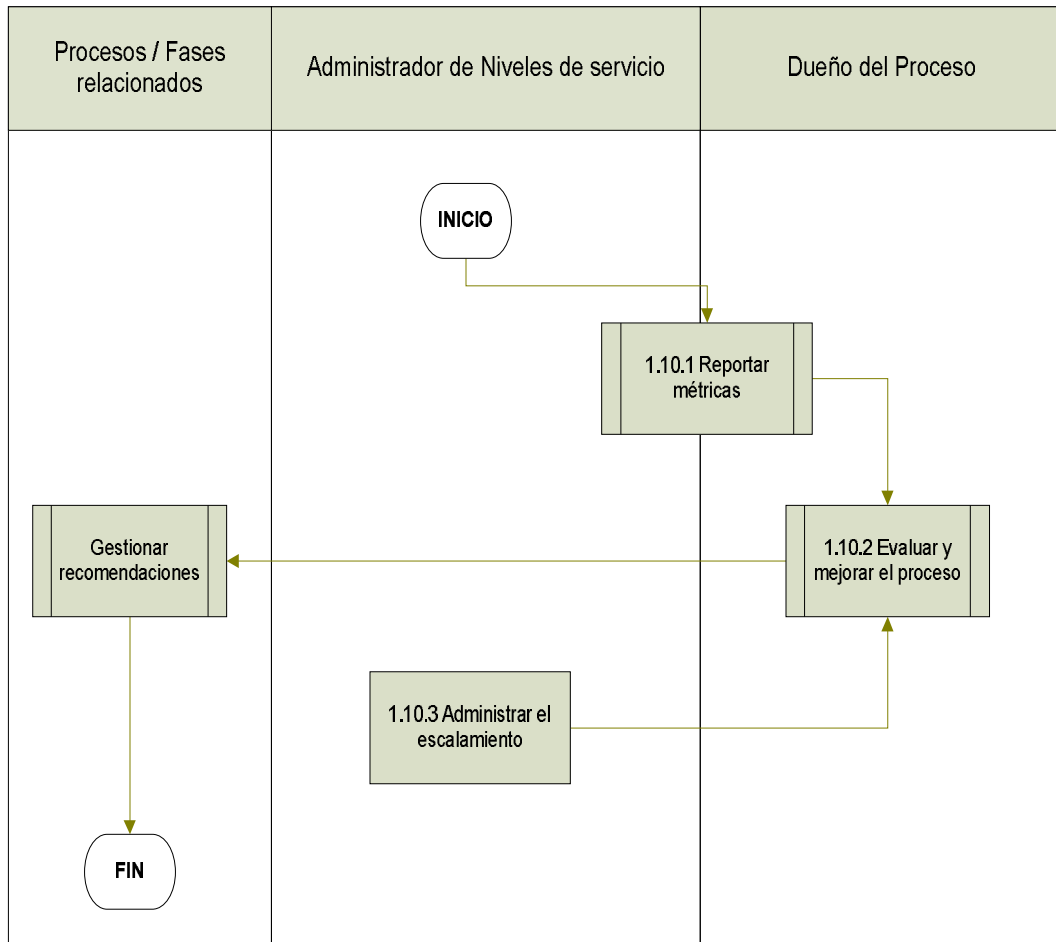 Procesos / Fases
relacionados
Administrador de Niveles de servicio
Dueño del Proceso
INICIO
1.10.1 Reportar
métricas
Gestionar
recomendaciones
1.10.2 Evaluar y
mejorar el proceso
1.10.3 Administrar el
escalamiento
FIN